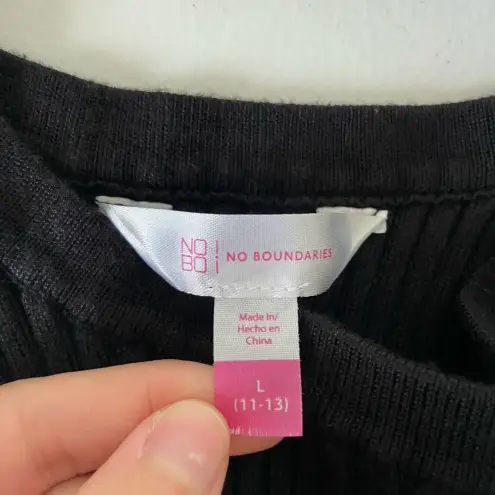 NO
BO
NO BOUNDARIES
Made in/
Hecho en
China
L
(11-13)